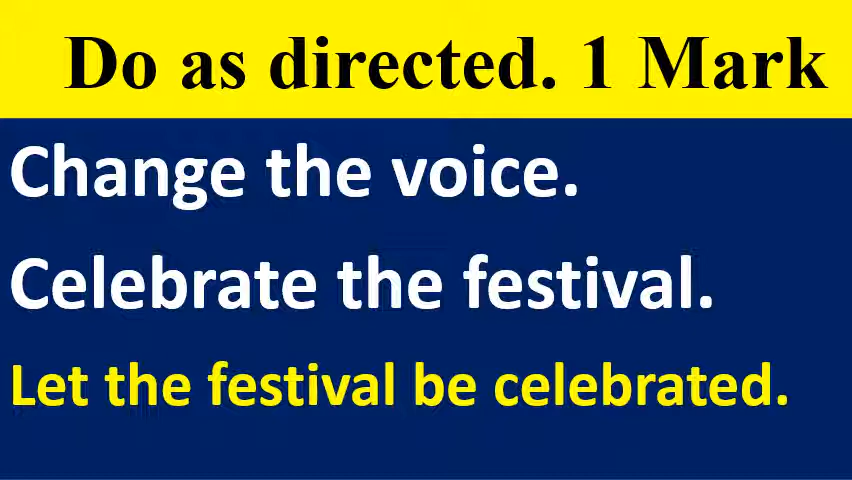 Do as directed. 1 Mark
Change the voice.
Celebrate the festival.
Let the festival be celebrated.